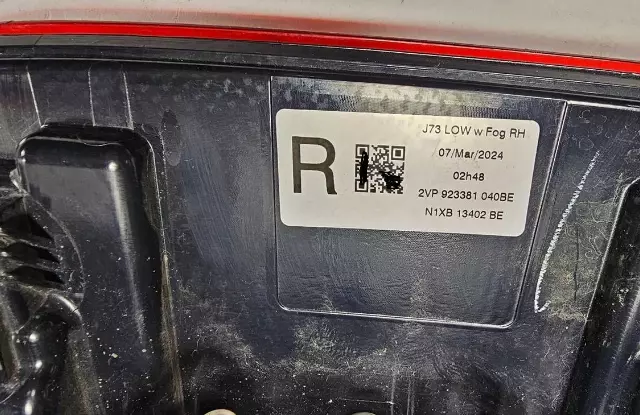 R
J73 LOW w Fog RH
07/Mar/2024
02h48
2VP 923381 040BE
N1XB 13402 BE